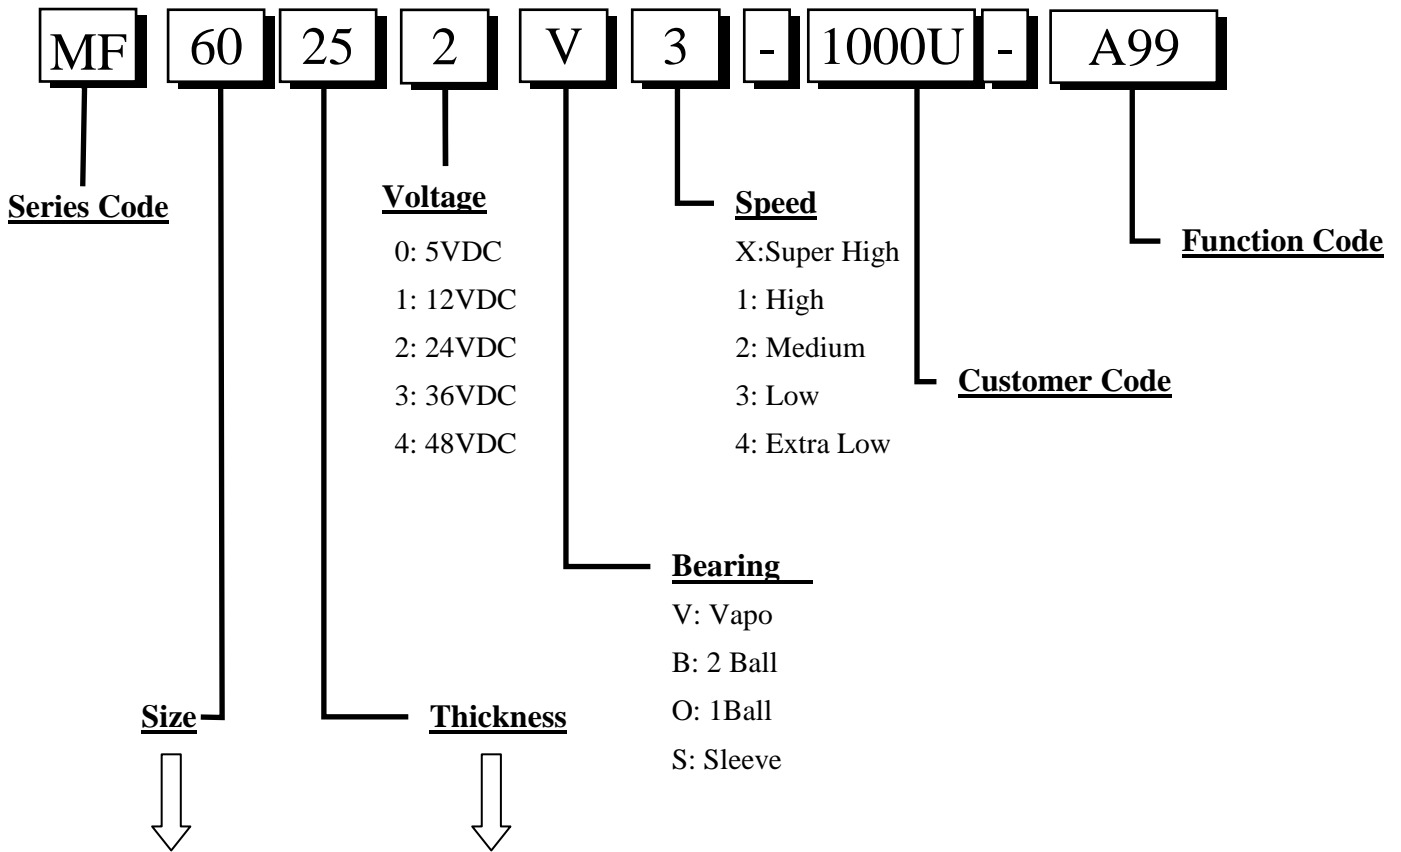 MF 60 25 2 V 3 - 1000U - A99
Series Code
Voltage
0: 5VDC
1: 12VDC
2: 24VDC
3: 36VDC
4: 48VDC
Speed
X:Super High
1: High
2: Medium
3: Low
4: Extra Low
Function Code
Customer Code
Bearing
V: Vapo
B: 2 Ball
O: 1Ball
S: Sleeve
Size
Thickness